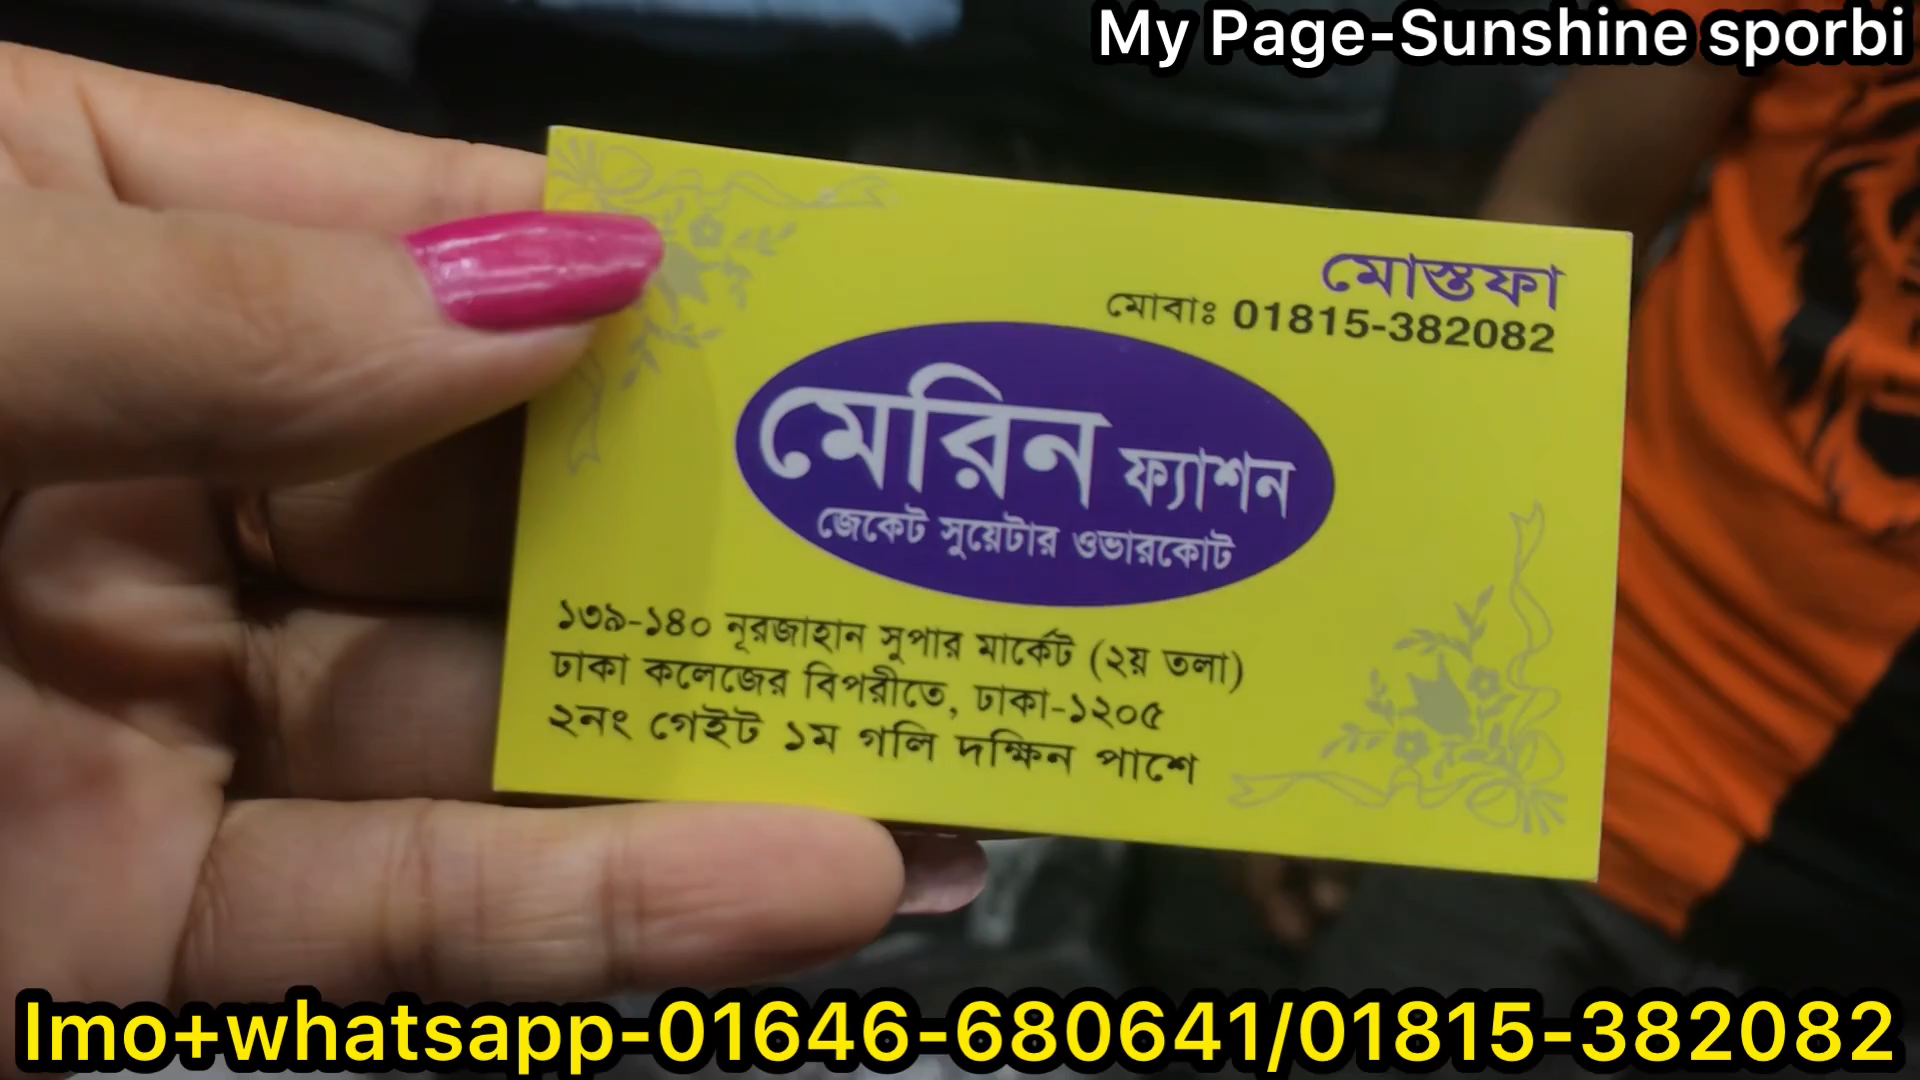 My Page-Sunshine sporbi
মোস্তফা
মোবাঃ 01815-382082
মেরিন ফ্যাশন
জেকেট সুয়েটার ওভারকোট
১৩৯-১৪০ নূরজাহান সুপার মার্কেট (২য় তলা)
ঢাকা কলেজের বিপরীতে, ঢাকা-১২০৫
২নং গেইট ১ম গলি দক্ষিন পাশে
Imo+whatsapp-01646-680641/01815-382082